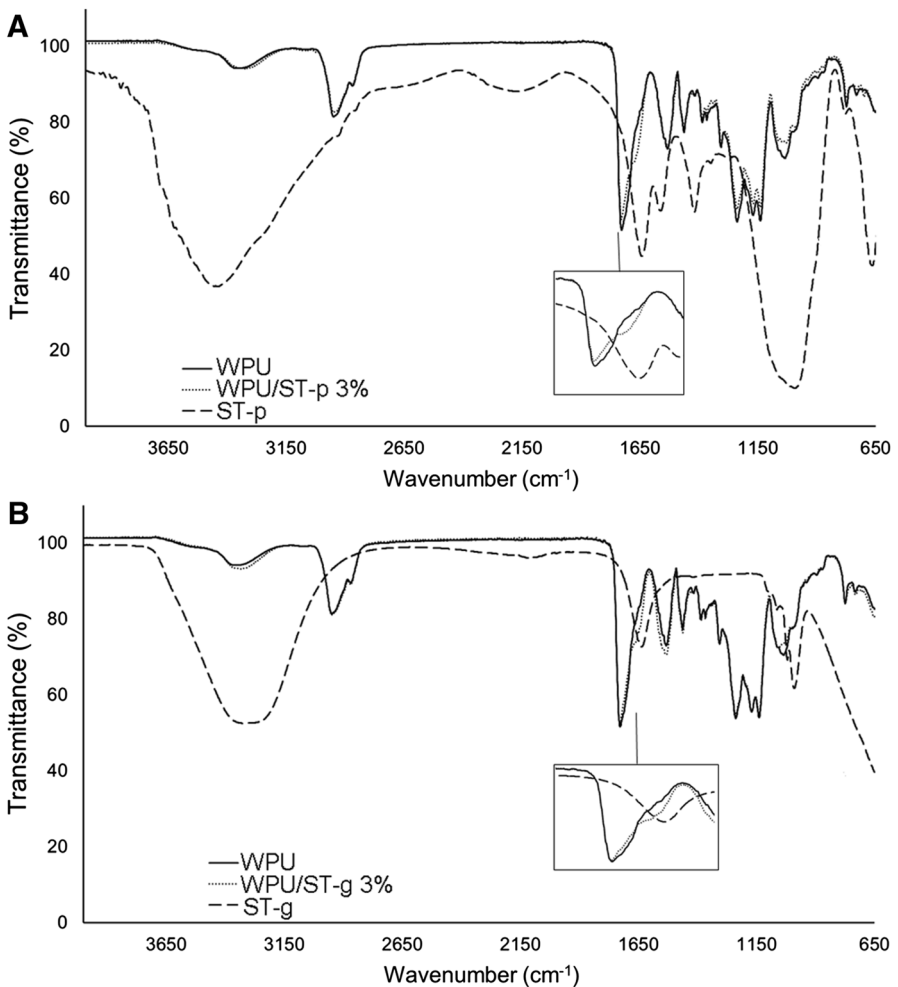 A
Transmittance (%)
100
80
60
40
20
0
WPU
WPU/ST-p 3%
ST-p
3650 3150 2650 2150 1650 1150 650
Wavenumber (cm-1)
B
Transmittance (%)
100
80
60
40
20
0
WPU
WPU/ST-g 3%
ST-g
3650 3150 2650 2150 1650 1150 650
Wavenumber (cm-1)